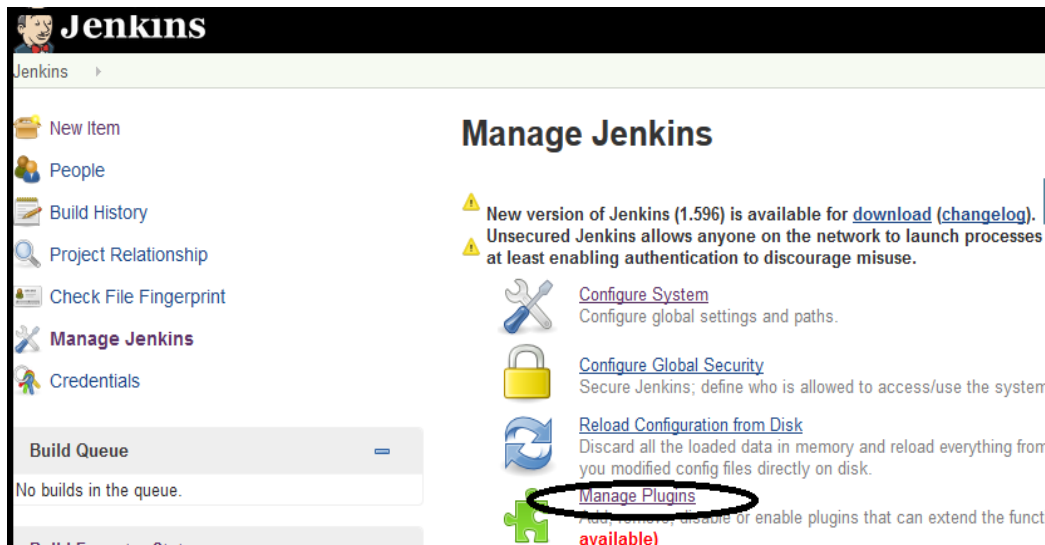 Jenkins
Jenkins
New Item
People
Build History
Project Relationship
Check File Fingerprint
Manage Jenkins
Credentials
Build Queue
No builds in the queue.
Manage Jenkins
New version of Jenkins (1.596) is available for download (changelog).
Unsecured Jenkins allows anyone on the network to launch processes
at least enabling authentication to discourage misuse.
Configure System
Configure global settings and paths.
Configure Global Security
Secure Jenkins; define who is allowed to access/use the system
Reload Configuration from Disk
Discard all the loaded data in memory and reload everything from
you modified config files directly on disk.
Manage Plugins
Add, remove, disable or enable plugins that can extend the funct
available)